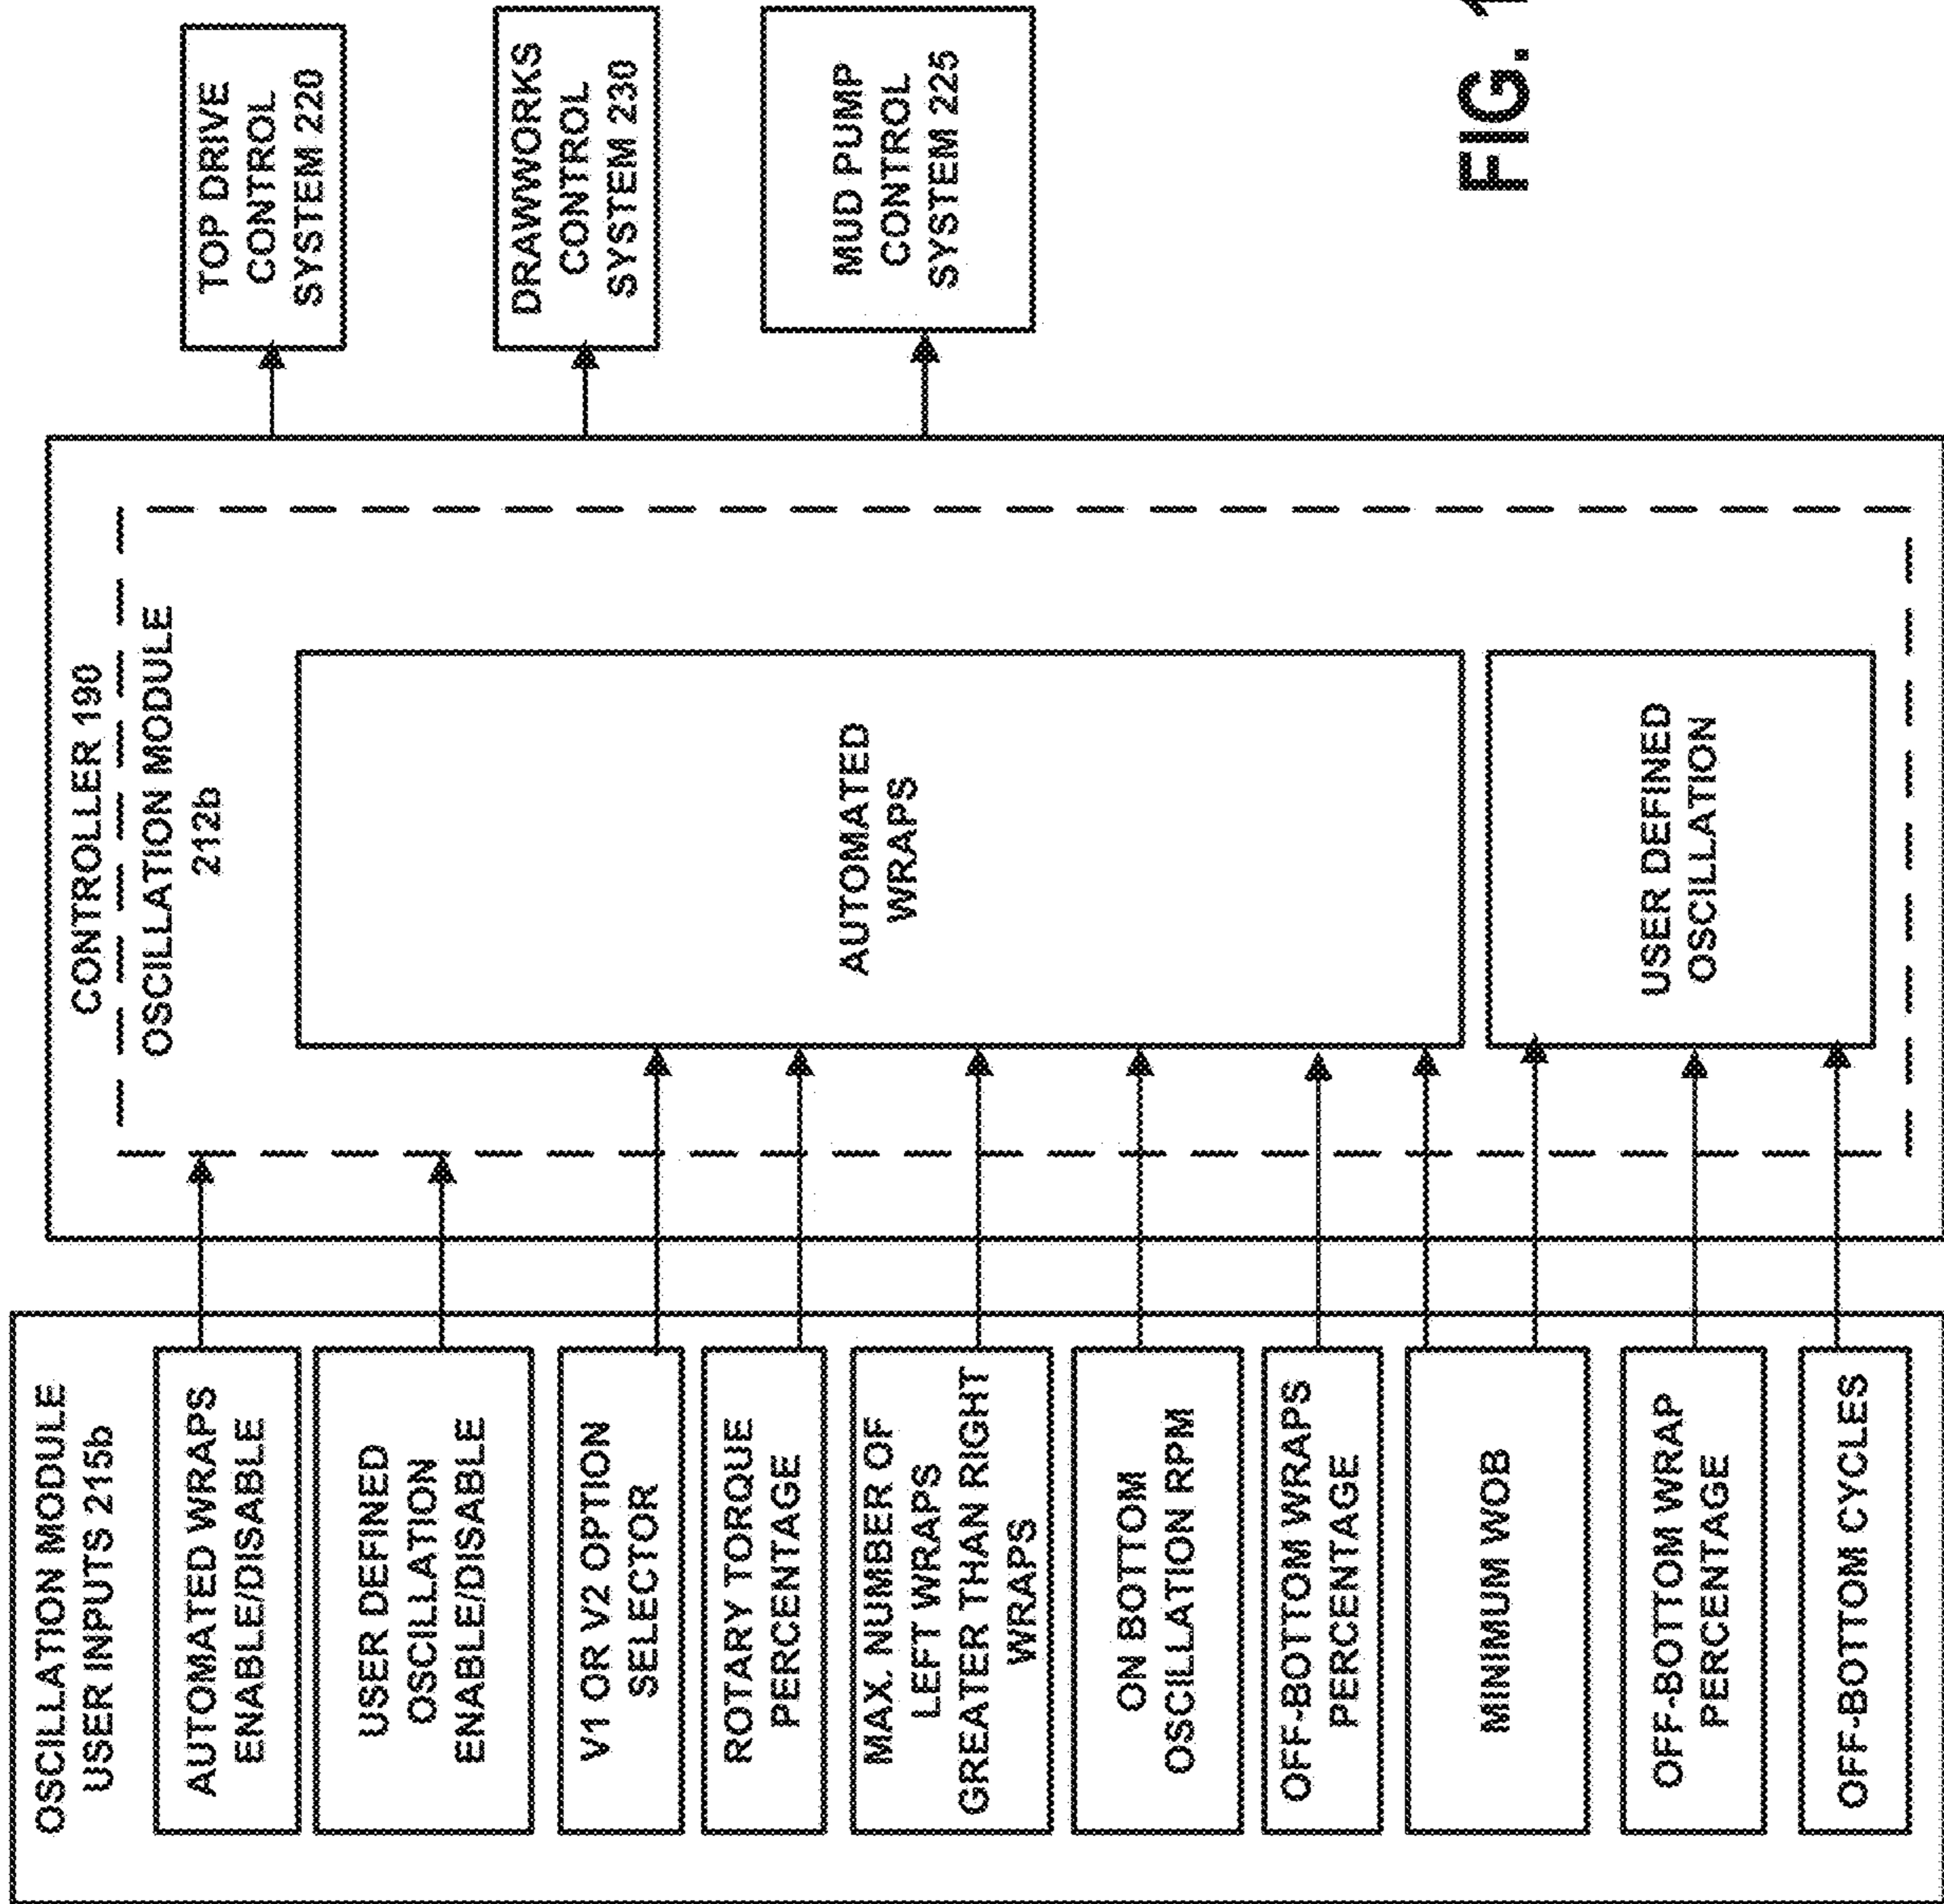 OSCILLATION MODULE
USER INPUTS 215b
AUTOMATED WRAPS
ENABLE/DISABLE
USER DEFINED
OSCILLATION
ENABLE/DISABLE
V1 OR V2 OPTION
SELECTOR
ROTARY TORQUE
PERCENTAGE
MAX. NUMBER OF
LEFT WRAPS
GREATER THAN RIGHT
WRAPS
ON BOTTOM
OSCILLATION RPM
OFF-BOTTOM WRAPS
PERCENTAGE
MINIMUM WOB
OFF-BOTTOM WRAP
PERCENTAGE
OFF-BOTTOM CYCLES
CONTROLLER 190
OSCILLATION MODULE
212b
AUTOMATED
WRAPS
USER DEFINED
OSCILLATION
TOP DRIVE
CONTROL
SYSTEM 220
DRAWWORKS
CONTROL
SYSTEM 230
MUD PUMP
CONTROL
SYSTEM 225
FIG.